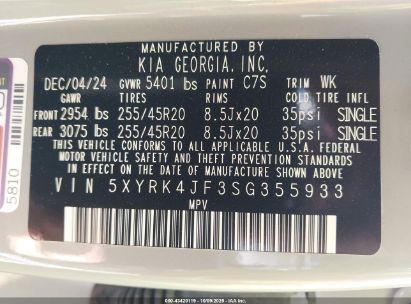 MANUFACTURED BY
KIA GEORGIA, INC.
DEC/04/24 GVWR 5401 lbs PAINT C7S TRIM WK
GAWR TIRES RIMS COLD TIRE INFL
FRONT 2954 lbs 255/45R20 8.5Jx20 35psi SINGLE
REAR 3075 lbs 255/45R20 8.5Jx20 35psi SINGLE
THIS VEHICLE CONFORMS TO ALL APPLICABLE U.S.A. FEDERAL
MOTOR VEHICLE SAFETY, BUMPER, AND THEFT PREVENTION
STANDARDS IN EFFECT ON THE DATE OF MANUFACTURE
SHOWN ABOVE.
VIN 5XYRK4JF3SG355933
MPV
5810